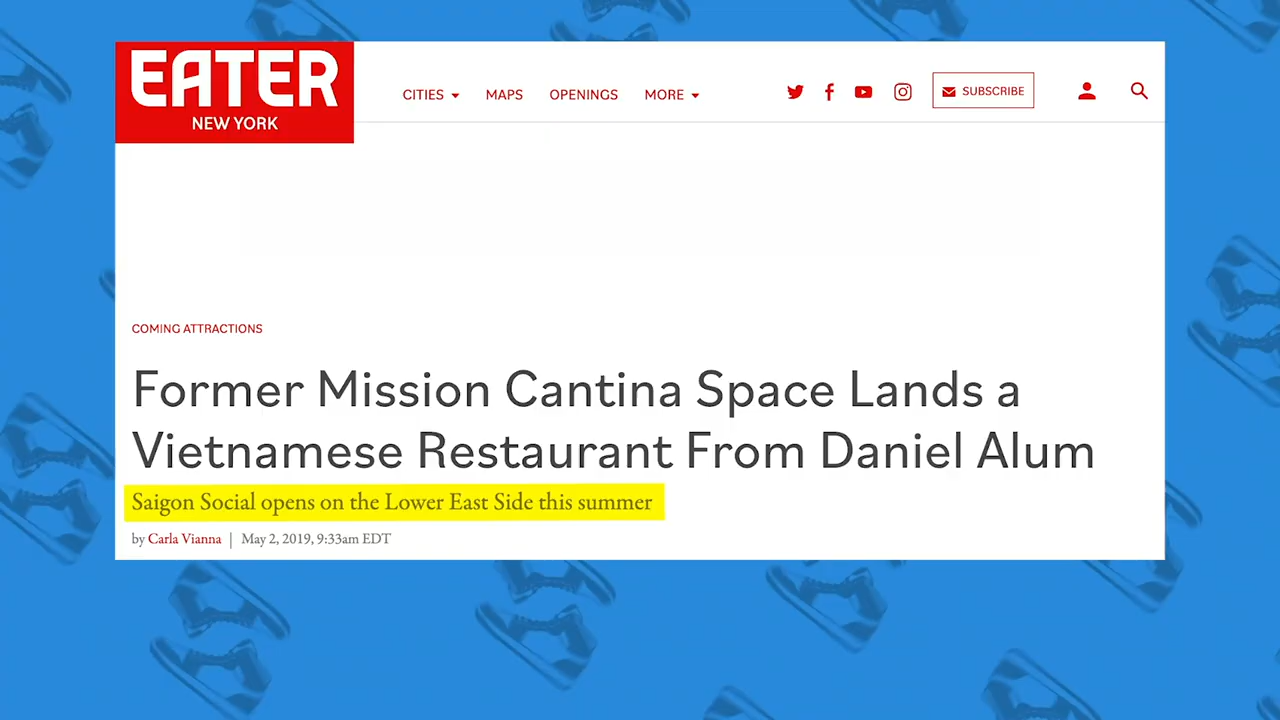 EATER
NEW YORK
CITIES MAPS OPENINGS MORE SUBSCRIBE
COMING ATTRACTIONS
Former Mission Cantina Space Lands a
Vietnamese Restaurant From Daniel Alum
Saigon Social opens on the Lower East Side this summer
by Carla Vianna | May 2, 2019, 9:33am EDT